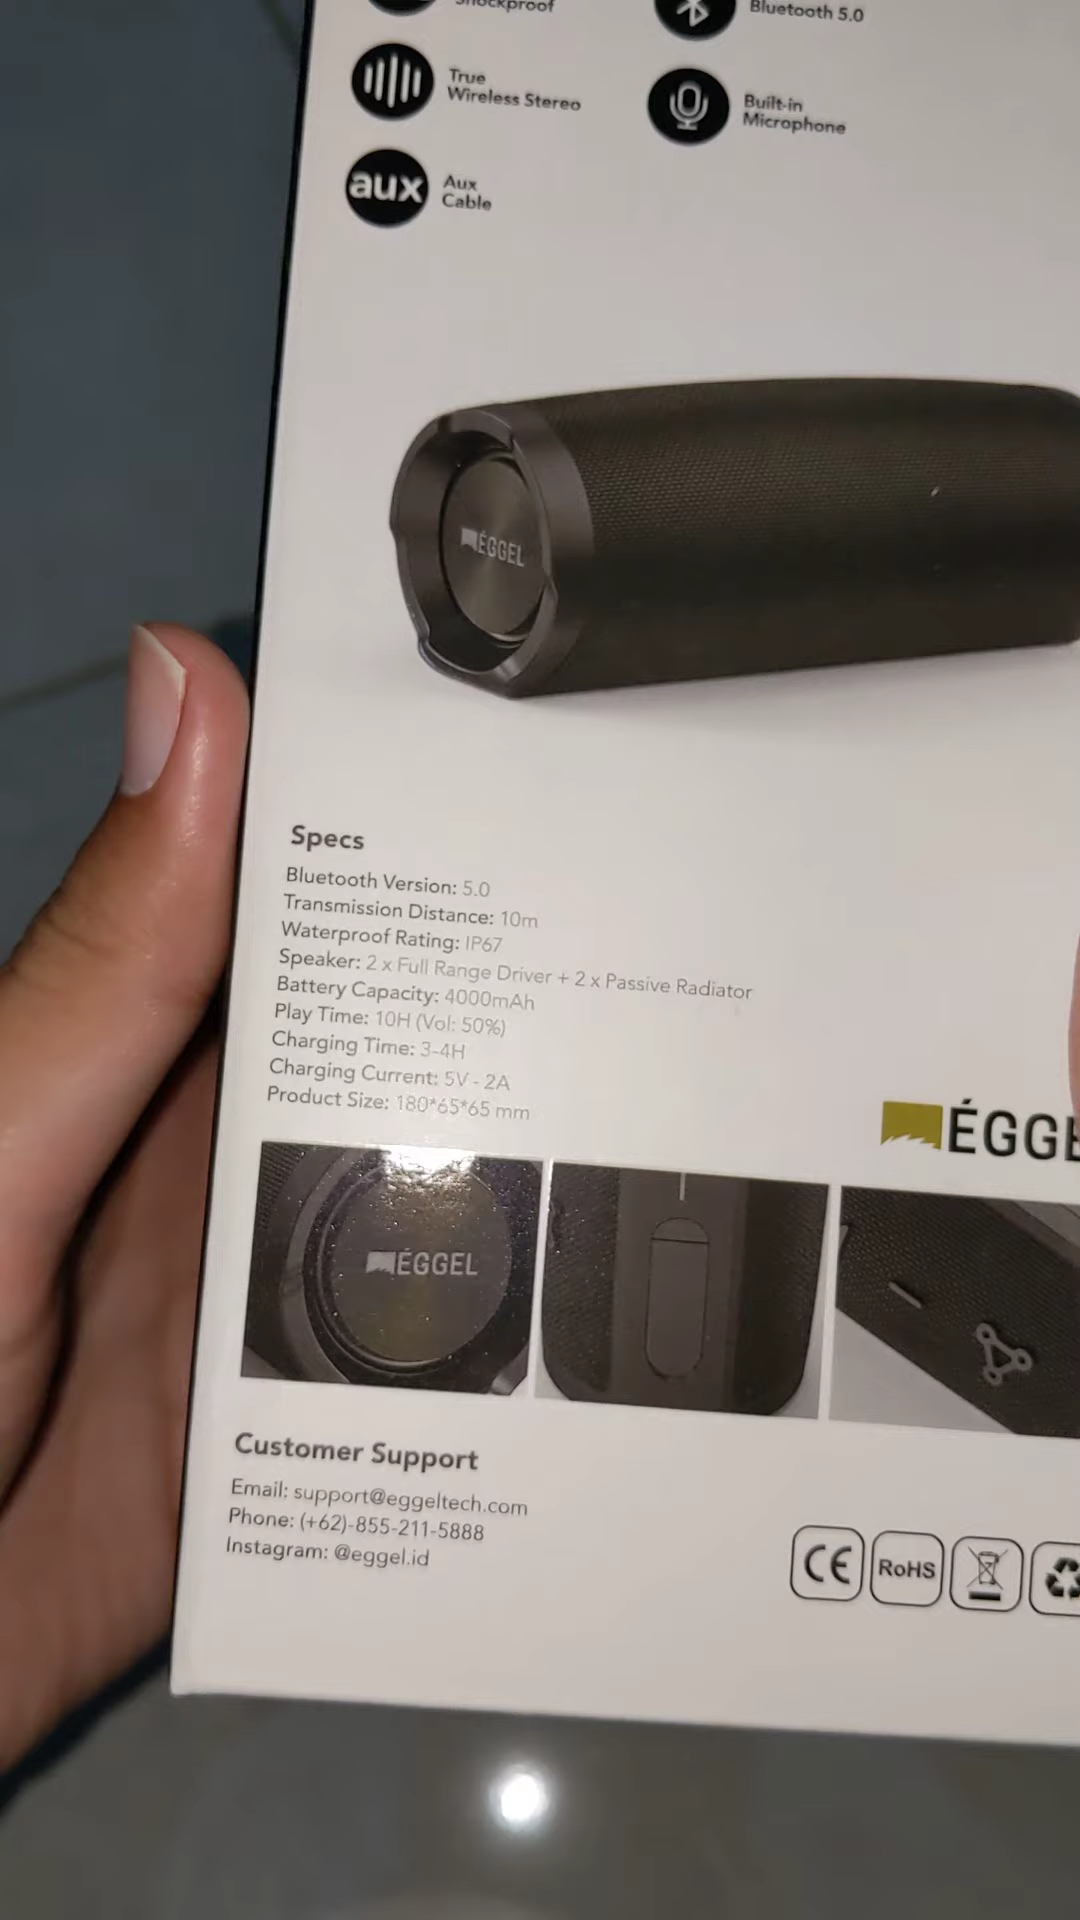 Shockproof
Bluetooth 5.0
True
Wireless Stereo
Built-in
Microphone
aux
Aux
Cable
ÉGGEL
Specs
Bluetooth Version: 5.0
Transmission Distance: 10m
Waterproof Rating: IP67
Speaker: 2 x Full Range Driver + 2 x Passive Radiator
Battery Capacity: 4000mAh
Play Time: 10H (Vol: 50%)
Charging Time: 3-4H
Charging Current: 5V - 2A
Product Size: 180*65*65 mm
ÉGGE
ÉGGEL
Customer Support
Email: support@eggeltech.com
Phone: (+62)-855-211-5888
Instagram: @eggel.id
CE
RoHS